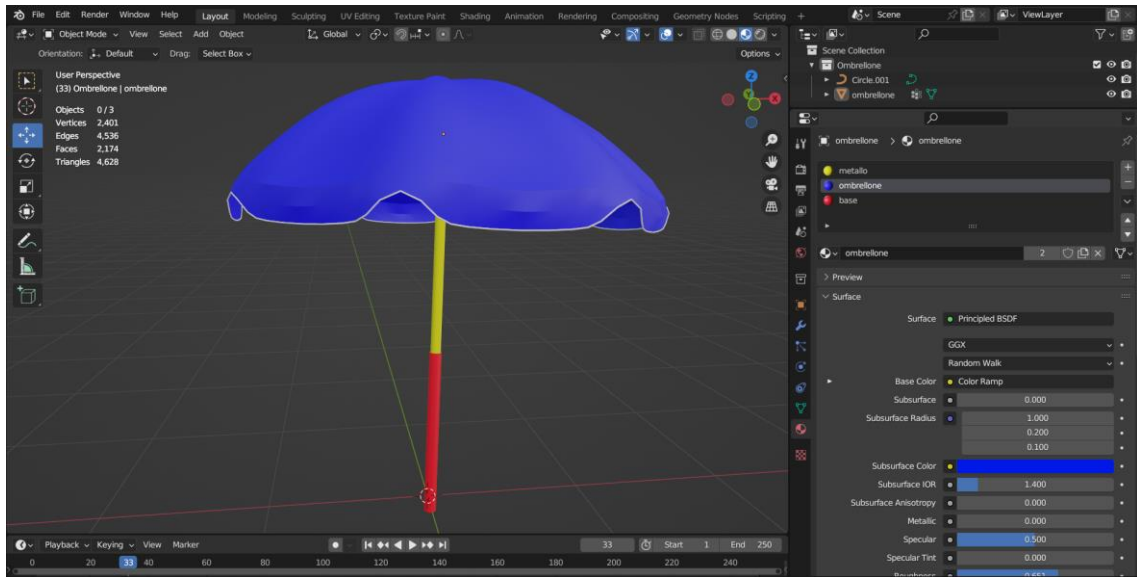 File Edit Render Window Help Layout Modeling Sculpting UV Editing Texture Paint Shading Animation Rendering Compositing Geometry Nodes Scripting + Scene ViewLayer
Object Mode View Select Add Object Global
Orientation: Default Drag: Select Box Options
User Perspective
(33) Ombrellone | ombrellone
Objects 0/3
Vertices 2,401
Edges 4,536
Faces 2,174
Triangles 4,628
Z
X
Scene Collection
Ombrellone
Circle.001
ombrellone
ombrellone > ombrellone
metallo
ombrellone
base
ombrellone 2
Preview
Surface
Surface Principled BSDF
GGX
Random Walk
Base Color Color Ramp
Subsurface 0.000
Subsurface Radius 1.000
0.200
0.100
Subsurface Color
Subsurface IOR 1.400
Subsurface Anisotropy 0.000
Metallic 0.000
Specular 0.500
Specular Tint 0.000
Roughness
Playback Keying View Marker 33 Start 1 End 250
0 20 33 40 60 80 100 120 140 160 180 200 220 240